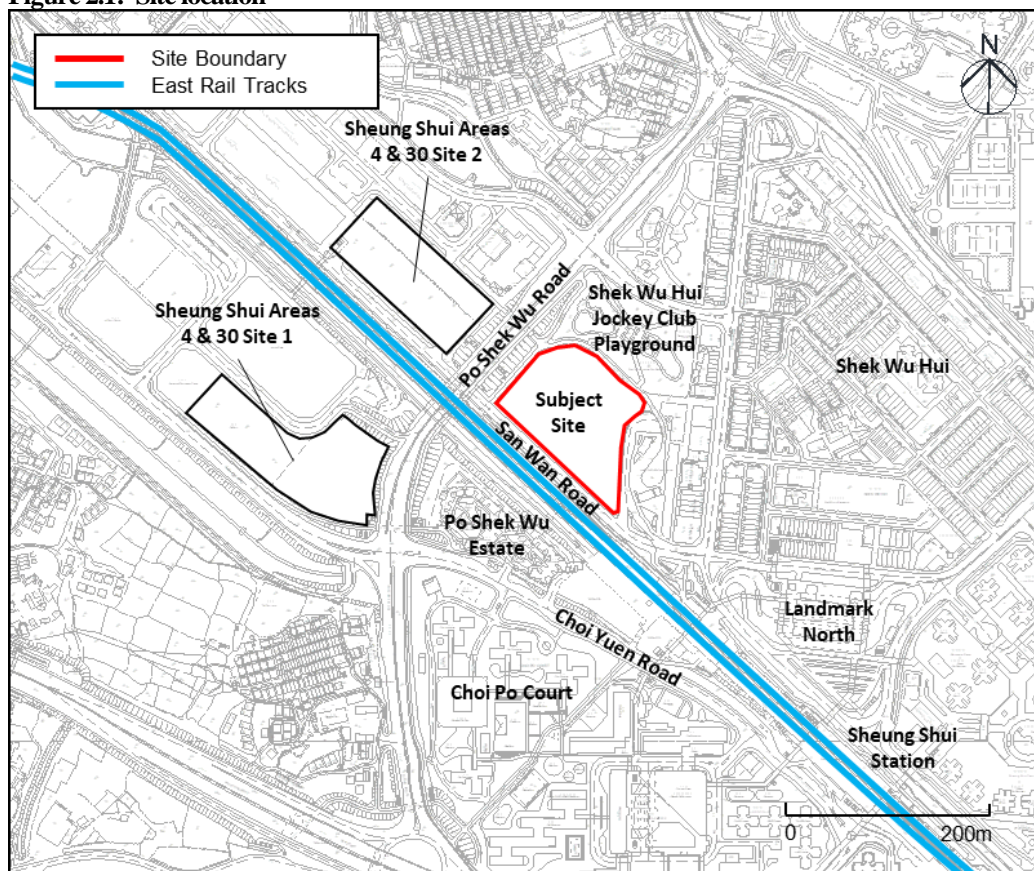 Figure 2.1: Site location
Site Boundary
East Rail Tracks
N
Sheung Shui Areas
4 & 30 Site 2
Sheung Shui Areas
4 & 30 Site 1
Po Shek Wu Road
Shek Wu Hui
Jockey Club
Playground
Shek Wu Hui
Subject
Site
San Wan Road
Po Shek Wu
Estate
Landmark
North
Choi Yuen Road
Choi Po Court
Sheung Shui
Station
0
200m